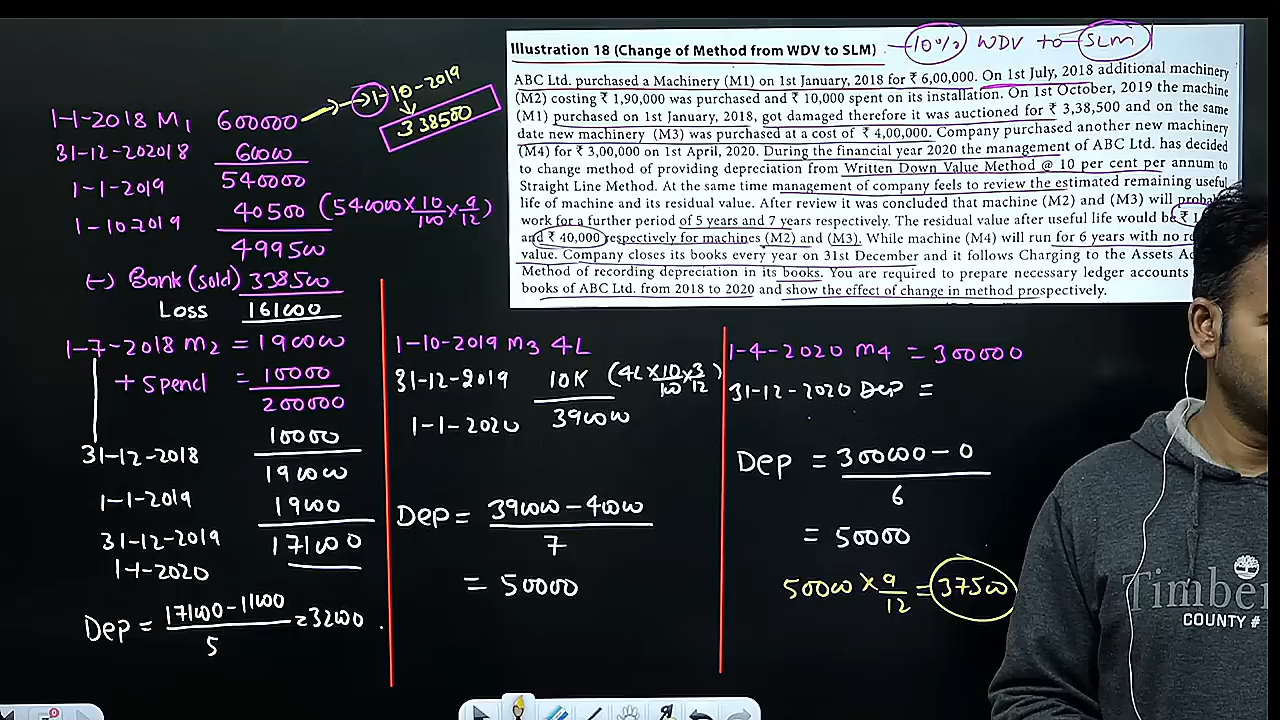 Illustration 18 (Change of Method from WDV to SLM) 10% WDV to SLM
ABC Ltd. purchased a Machinery (M1) on 1st January, 2018 for ₹ 6,00,000. On 1st July, 2018 additional machinery
(M2) costing ₹ 1,90,000 was purchased and ₹ 10,000 spent on its installation. On 1st October, 2019 the machine
(M1) purchased on 1st January, 2018, got damaged therefore it was auctioned for ₹ 3,38,500 and on the same
date new machinery (M3) was purchased at a cost of ₹ 4,00,000. Company purchased another new machinery
(M4) for ₹ 3,00,000 on 1st April, 2020. During the financial year 2020 the management of ABC Ltd. has decided
to change method of providing depreciation from Written Down Value Method @ 10 per cent per annum to
Straight Line Method. At the same time management of company feels to review the estimated remaining useful
life of machine and its residual value. After review it was concluded that machine (M2) and (M3) will
work for a further period of 5 years and 7 years respectively. The residual value after useful life would be ₹
and ₹ 40,000 respectively for machines (M2) and (M3). While machine (M4) will run for 6 years with no
value. Company closes its books every year on 31st December and it follows Charging to the Assets
Method of recording depreciation in its books. You are required to prepare necessary ledger accounts
books of ABC Ltd. from 2018 to 2020 and show the effect of change in method prospectively.
1-1-2018 M1 600000 → 1-10-2019
338500
31-12-202018 60000
1-1-2019 540000
1-10-2019 40500 (540000 × 10/100 × 9/12)
499500
(-) Bank (sold) 338500
Loss 161000
1-7-2018 M2 = 190000
+ Spend = 10000
200000
31-12-2018 10000
190000
1-1-2019 19000
31-12-2019 171000
1-1-2020
Dep = 171000-11000/5 = 32000
1-10-2019 M3 4L
31-12-2019 10K (4L × 10/100 × 3/12)
1-1-2020 390000
Dep = 390000 - 40000/7
= 50000
1-4-2020 M4 = 300000
31-12-2020 Dep =
Dep = 300000 - 0/6
= 50000
50000 × 9/12 = 37500
Timber
COUNTY #